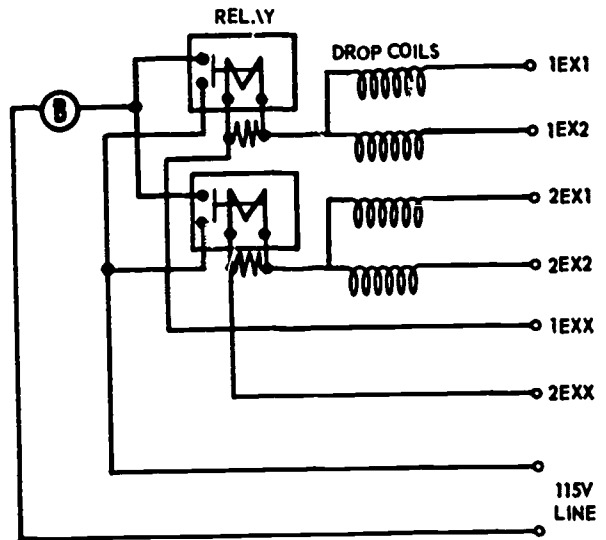 RELAY
DROP COILS
1EX1
1EX2
2EX1
2EX2
1EXX
2EXX
115V
LINE